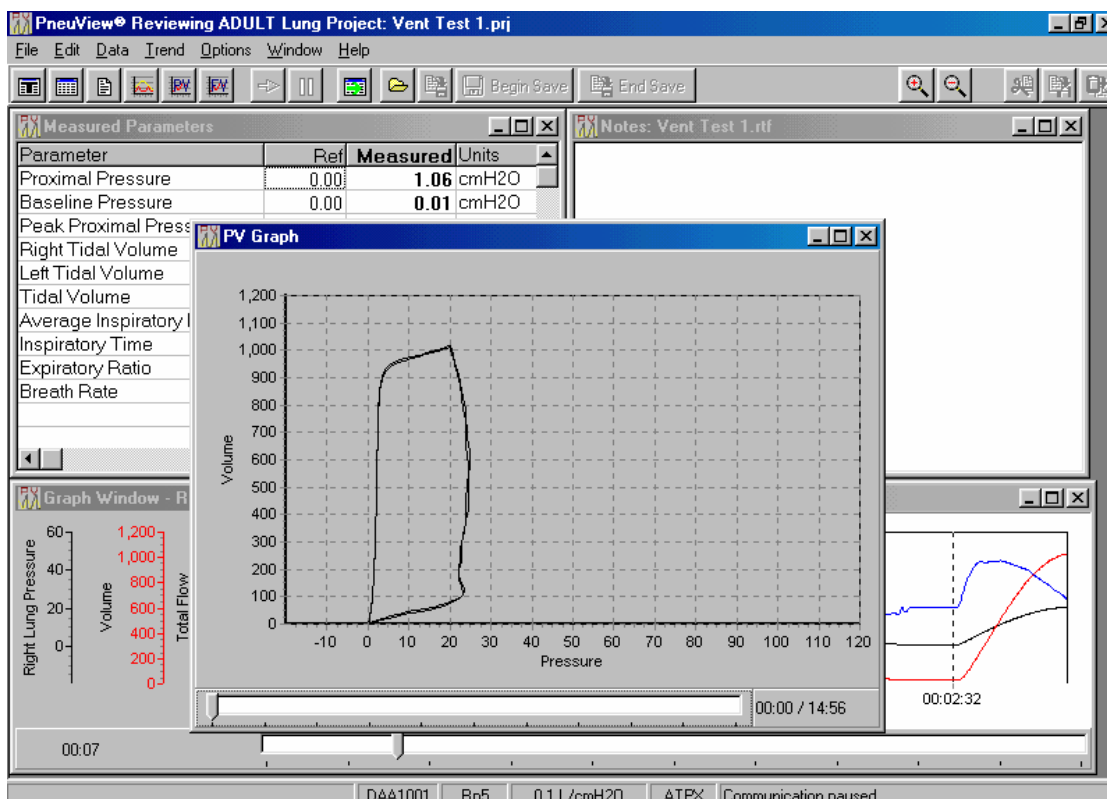 PneuView® Reviewing ADULT Lung Project: Vent Test 1.prj
File Edit Data Trend Options Window Help
Begin Save End Save
Measured Parameters
Parameter Ref Measured Units
Proximal Pressure 0.00 1.06 cmH2O
Baseline Pressure 0.00 0.01 cmH2O
Peak Proximal Press
Right Tidal Volume
Left Tidal Volume
Tidal Volume
Average Inspiratory
Inspiratory Time
Expiratory Ratio
Breath Rate
Notes: Vent Test 1.rtf
PV Graph
1,200
1,100
1,000
900
800
700
600
500
400
300
200
100
0
Volume
-10 0 10 20 30 40 50 60 70 80 90 100 110 120
Pressure
00:00 / 14:56
Graph Window - R
Right Lung Pressure
60
40
20
0
Volume
1,200
1,000
800
600
400
200
0
Total Flow
00:02:32
00:07
DAA1001 Rp5 0.1 L/cmH2O ATPX Communication paused